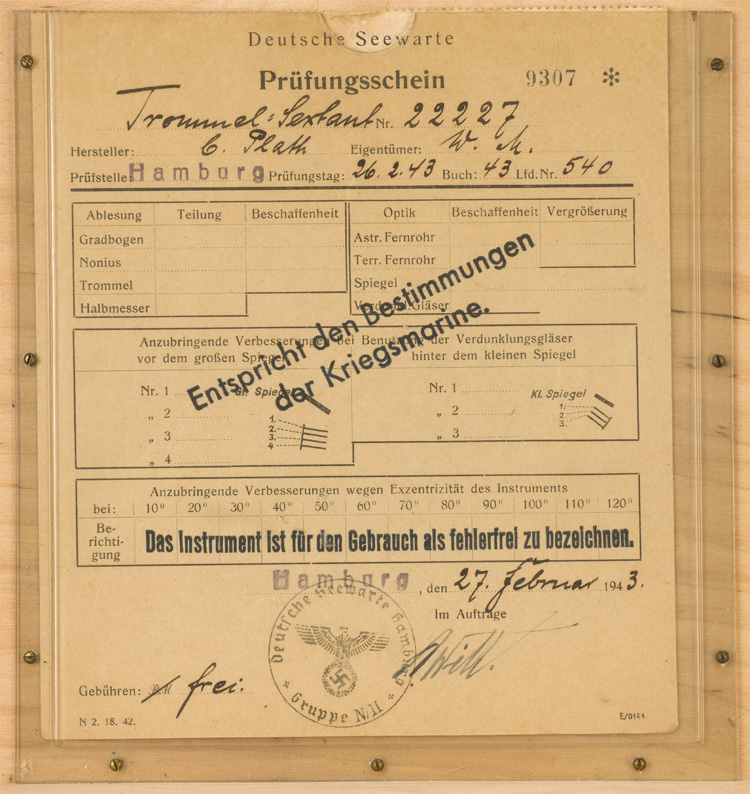 Deutsche Seewarte
Prüfungsschein 9307 *
Trommel-Sextant Nr. 22227
Hersteller: C. Plath Eigentümer: W. M.
Prüfstelle: Hamburg Prüfungstag: 26.2.43 Buch: 43 Lfd. Nr. 540
Ablesung Teilung Beschaffenheit Optik Beschaffenheit Vergrößerung
Gradbogen Astr. Fernrohr
Nonius Terr. Fernrohr
Trommel Spiegel
Halbmesser Verdunkl. Gläser
Entspricht den Bestimmungen
der Kriegsmarine.
Anzubringende Verbesserungen bei Benutzung der Verdunklungsgläser
vor dem großen Spiegel hinter dem kleinen Spiegel
Nr. 1 Gr. Spiegel Nr. 1 Kl. Spiegel
„ 2 1. „ 2 1.
2. 2.
„ 3 3. „ 3 3.
4.
„ 4
Anzubringende Verbesserungen wegen Exzentrizität des Instruments
bei: 10° 20° 30° 40° 50° 60° 70° 80° 90° 100° 110° 120°
Be-
richti-
gung
Das Instrument ist für den Gebrauch als fehlerfrei zu bezeichnen.
Hamburg, den 27. Februar 1943.
Im Auftrage
Deutsche Seewarte Hamburg
Gruppe N/II
Gebühren: RM frei.
N 2. 18. 42. E/0141